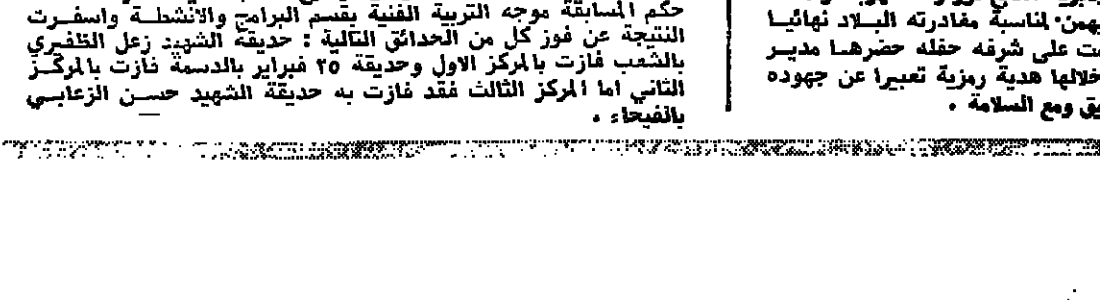 بهمن لمناسبة مغادرته البلاد نهائيا
ت على شرفه حفله حضرها مدير
خلالها هدية رمزية تعبيرا عن جهوده
ومع السلامة .
حكم المسابقة موجه التربية الفنية بقسم البرامج والانشطة واسفرت
النتيجة عن فوز كل من الحدائق التالية : حديقة الشهيد زعل الظفيري
بالشعب فازت بالمركز الاول وحديقة ٢٥ فبراير بالدسمة فازت بالمركز
الثاني اما المركز الثالث فقد فازت به حديقة الشهيد حسن الزعابي
بالفيحاء .